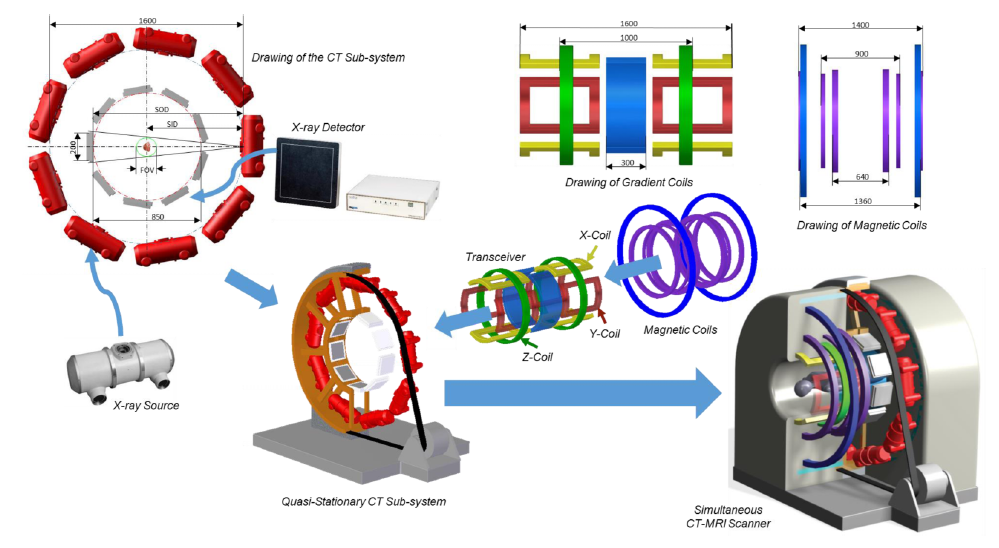 1600
Drawing of the CT Sub-system
SOD
SID
200
FOV
850
X-ray Detector
X-ray Source
1600
1000
300
Drawing of Gradient Coils
1400
900
640
1360
Drawing of Magnetic Coils
Transceiver
X-Coil
Y-Coil
Z-Coil
Magnetic Coils
Quasi-Stationary CT Sub-system
Simultaneous
CT-MRI Scanner